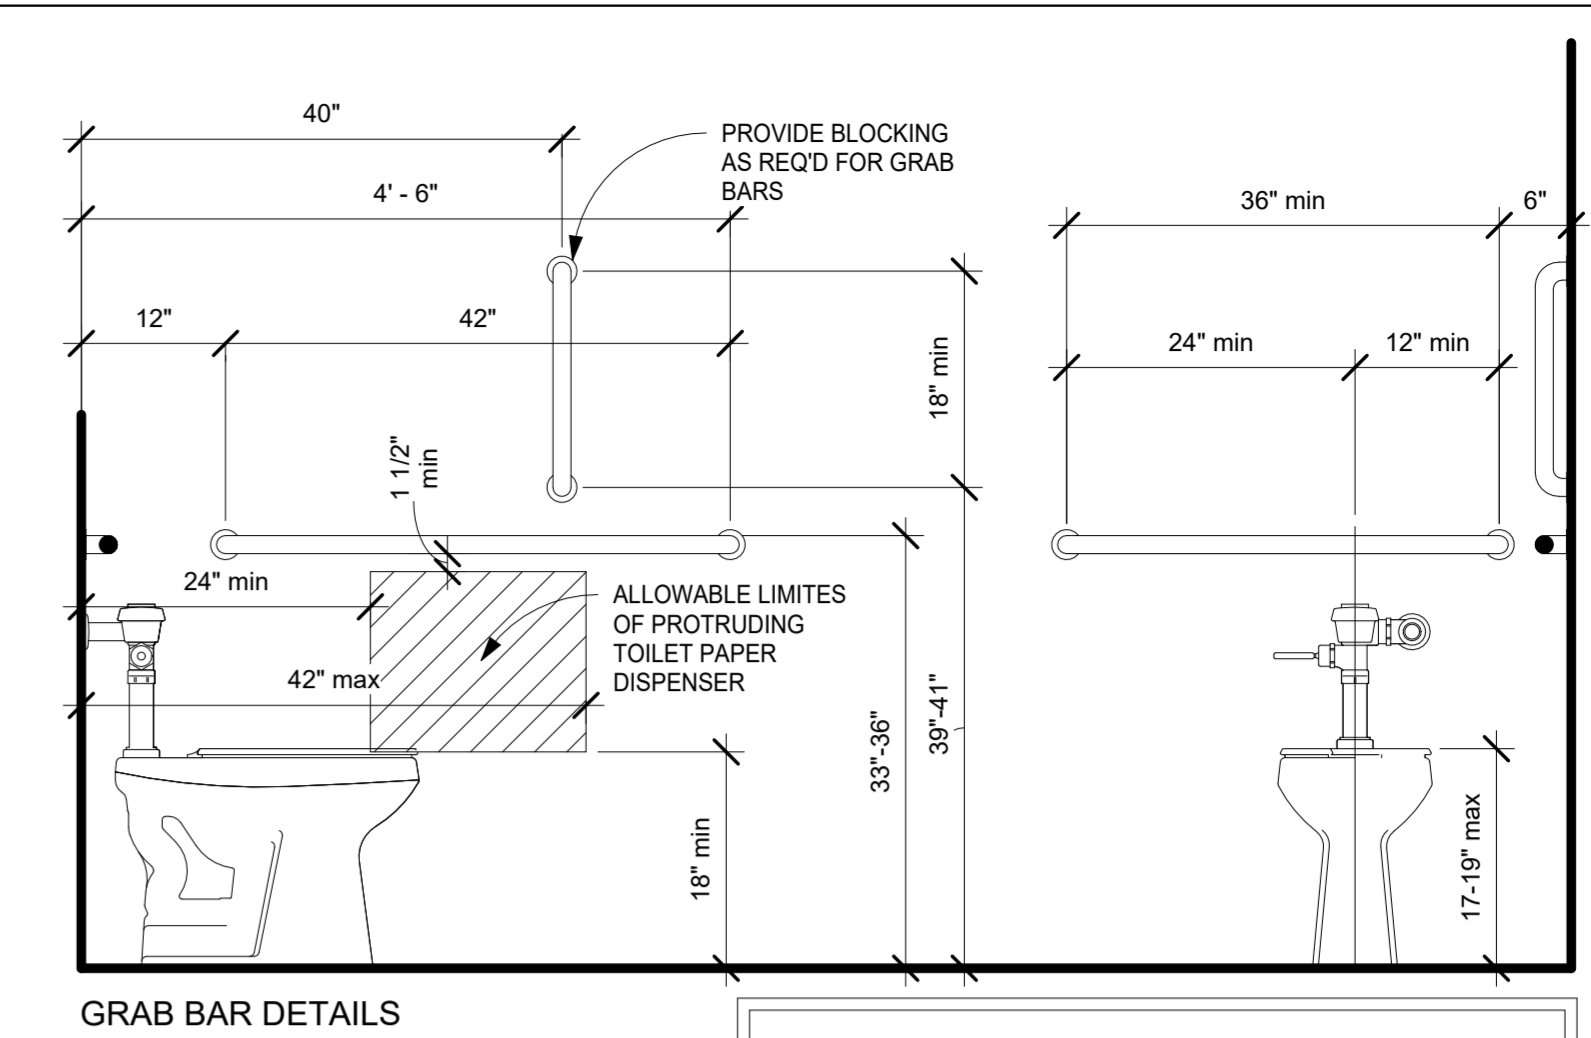 40"
PROVIDE BLOCKING
AS REQ'D FOR GRAB
BARS
4' - 6"
36" min
6"
12"
42"
18" min
24" min
12" min
1 1/2"
min
24" min
ALLOWABLE LIMITES
OF PROTRUDING
TOILET PAPER
DISPENSER
42" max
33"-36"
39"-41"
18" min
17-19" max
GRAB BAR DETAILS